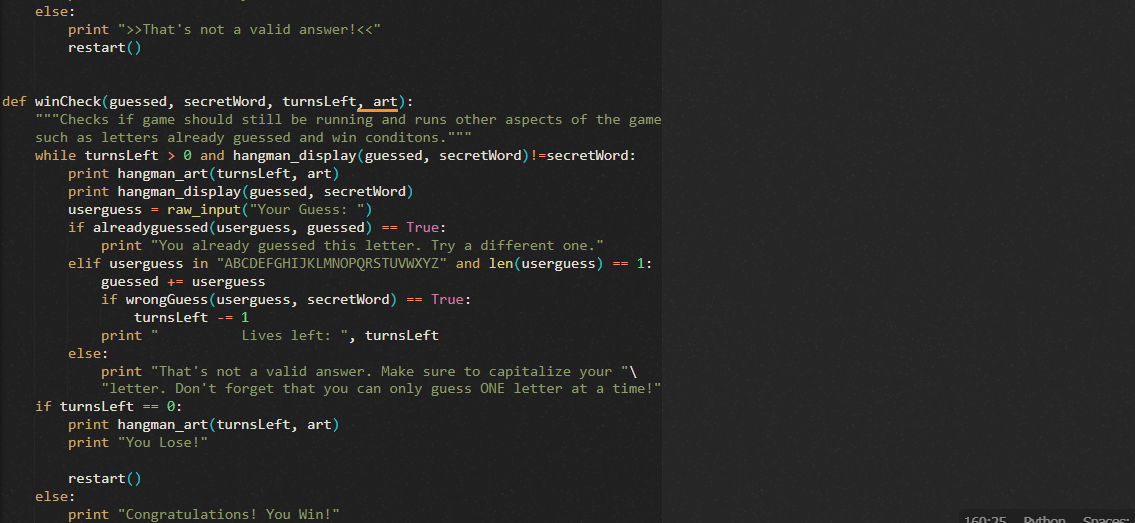 else:
        print ">>That's not a valid answer!<<"
        restart()
def winCheck(guessed, secretWord, turnsLeft, art):
    """Checks if game should still be running and runs other aspects of the game
    such as letters already guessed and win conditons."""
    while turnsLeft > 0 and hangman_display(guessed, secretWord)!=secretWord:
        print hangman_art(turnsLeft, art)
        print hangman_display(guessed, secretWord)
        userguess = raw_input("Your Guess: ")
        if alreadyguessed(userguess, guessed) == True:
            print "You already guessed this letter. Try a different one."
        elif userguess in "ABCDEFGHIJKLMNOPQRSTUVWXYZ" and len(userguess) == 1:
            guessed += userguess
            if wrongGuess(userguess, secretWord) == True:
                turnsLeft -= 1
            print "          Lives left: ", turnsLeft
        else:
            print "That's not a valid answer. Make sure to capitalize your "\
            "letter. Don't forget that you can only guess ONE letter at a time!"
    if turnsLeft == 0:
        print hangman_art(turnsLeft, art)
        print "You Lose!"
        restart()
    else:
        print "Congratulations! You Win!"
160:25 Python Spaces: